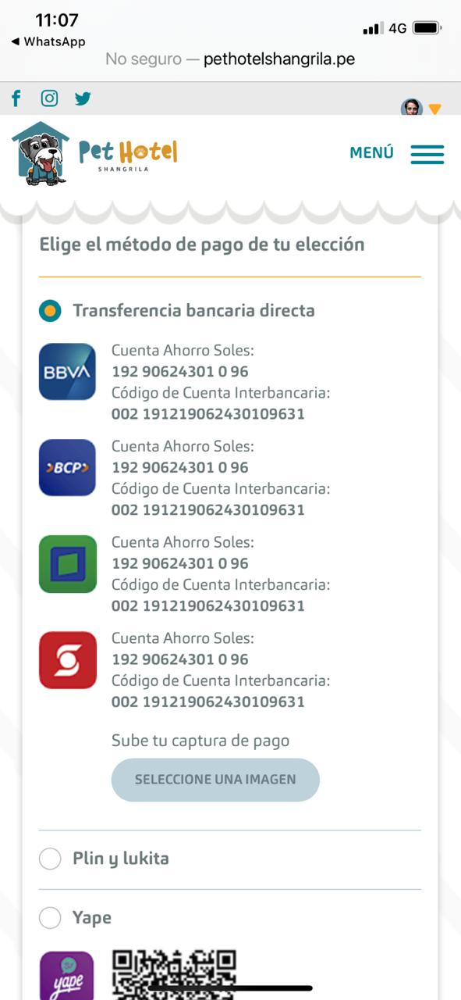 11:07
4G
◀ WhatsApp
No seguro — pethotelshangrila.pe
Pet Hotel
SHANGRILA
MENÚ
Elige el método de pago de tu elección
Transferencia bancaria directa
BBVA
Cuenta Ahorro Soles:
192 90624301 0 96
Código de Cuenta Interbancaria:
002 191219062430109631
BCP
Cuenta Ahorro Soles:
192 90624301 0 96
Código de Cuenta Interbancaria:
002 191219062430109631
Cuenta Ahorro Soles:
192 90624301 0 96
Código de Cuenta Interbancaria:
002 191219062430109631
Cuenta Ahorro Soles:
192 90624301 0 96
Código de Cuenta Interbancaria:
002 191219062430109631
Sube tu captura de pago
SELECCIONE UNA IMAGEN
Plin y lukita
Yape
yape